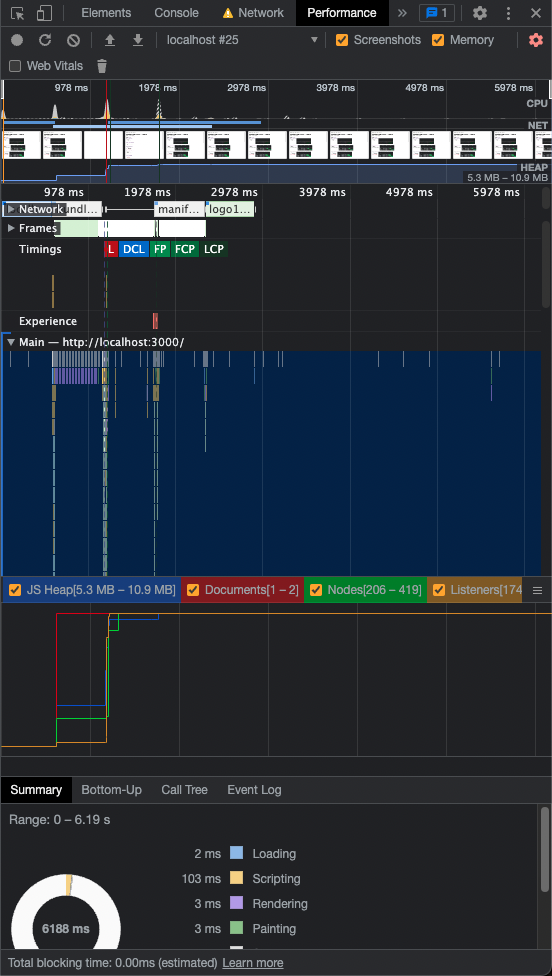 Elements Console Network Performance » 1
localhost #25 Screenshots Memory
Web Vitals
978 ms 1978 ms 2978 ms 3978 ms 4978 ms 5978 ms
CPU
NET
HEAP
5.3 MB – 10.9 MB
978 ms 1978 ms 2978 ms 3978 ms 4978 ms 5978 ms
Network undl... manif... logo1...
Frames
Timings L DCL FP FCP LCP
Experience
Main — http://localhost:3000/
JS Heap[5.3 MB – 10.9 MB] Documents[1 – 2] Nodes[206 – 419] Listeners[174
Summary Bottom-Up Call Tree Event Log
Range: 0 – 6.19 s
2 ms Loading
103 ms Scripting
3 ms Rendering
6188 ms
3 ms Painting
Total blocking time: 0.00ms (estimated) Learn more